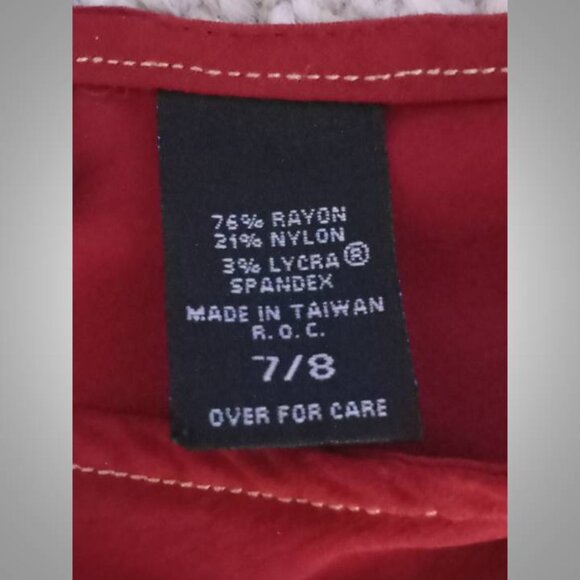 76% RAYON
21% NYLON
3% LYCRA®
SPANDEX
MADE IN TAIWAN
R.O.C.
7/8
OVER FOR CARE